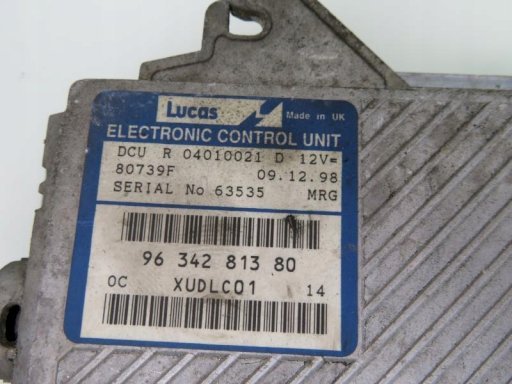 Lucas Made in UK
ELECTRONIC CONTROL UNIT
DCU R 04010021 D 12V=
80739F 09.12.98
SERIAL No 63535 MRG
96 342 813 80
OC XUDLC01 14